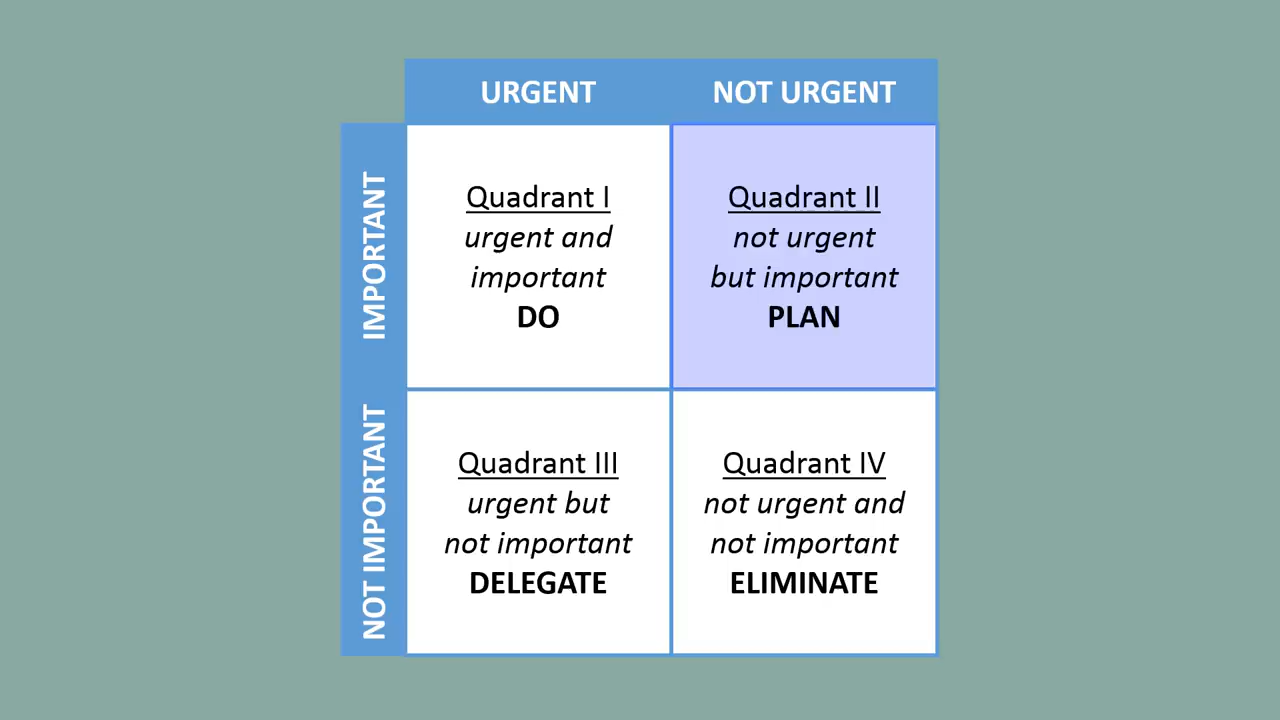 URGENT
NOT URGENT
IMPORTANT
Quadrant I
urgent and
important
DO
Quadrant II
not urgent
but important
PLAN
NOT IMPORTANT
Quadrant III
urgent but
not important
DELEGATE
Quadrant IV
not urgent and
not important
ELIMINATE